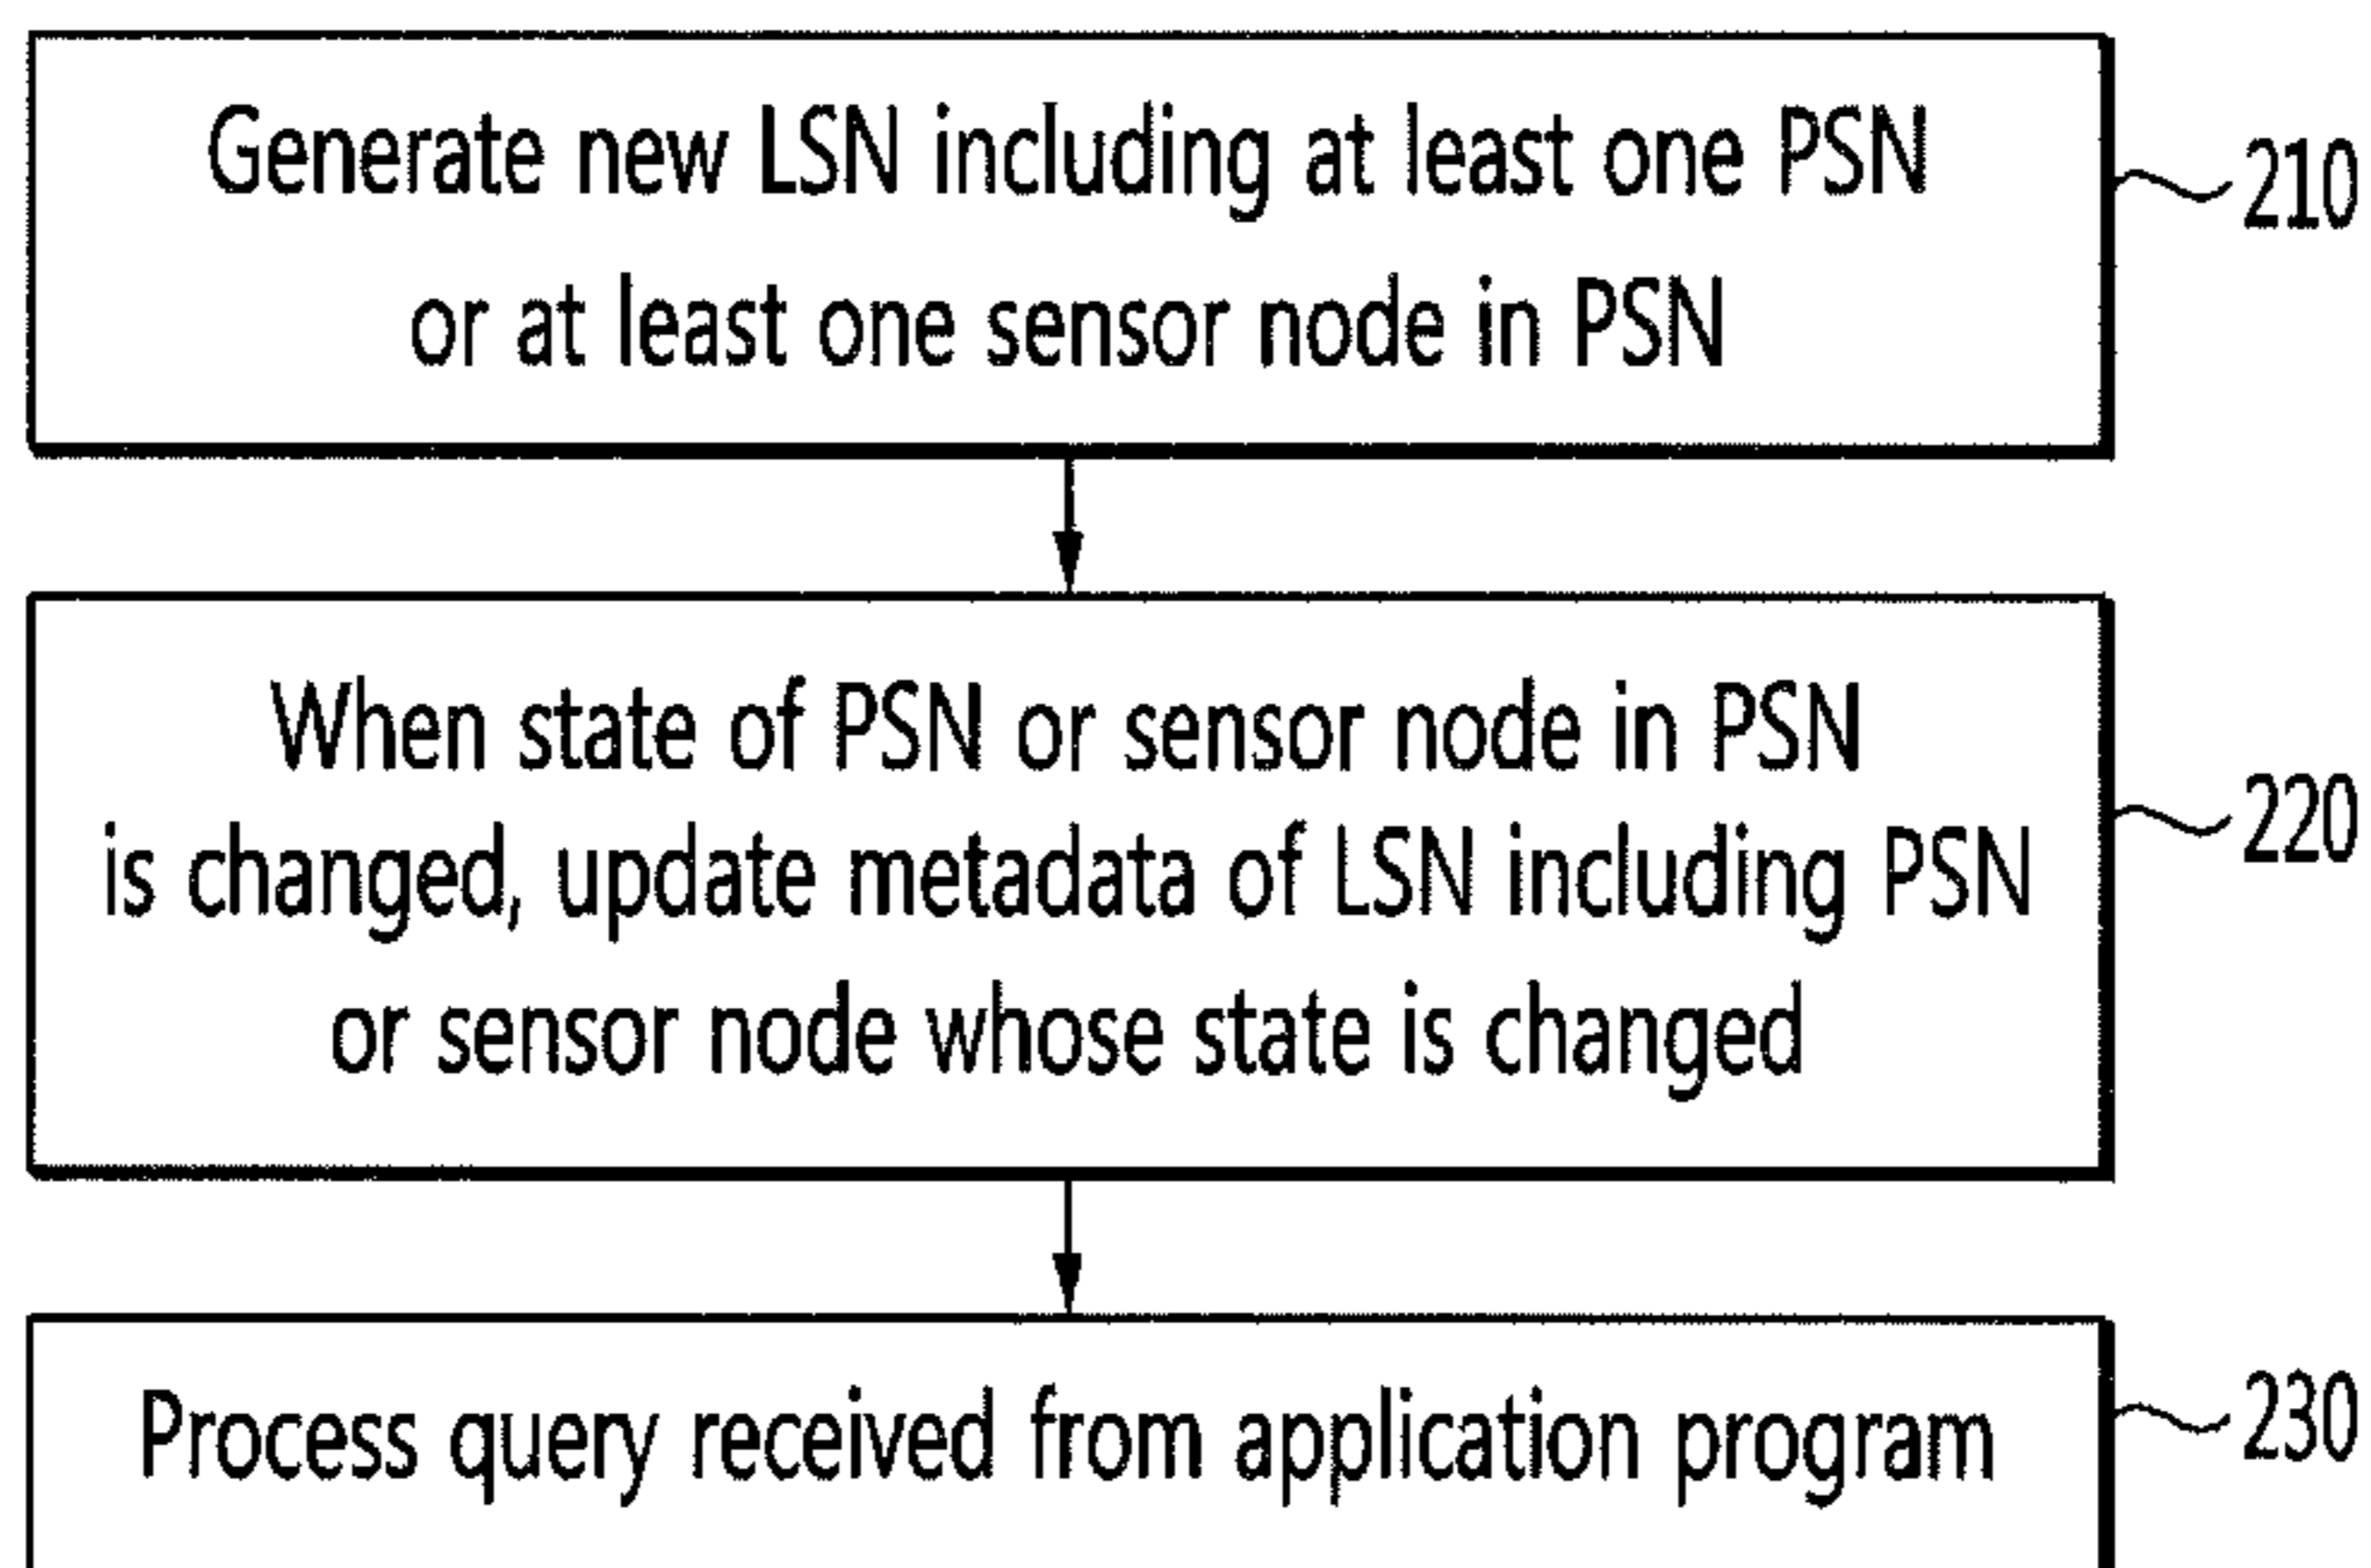 Generate new LSN including at least one PSN
or at least one sensor node in PSN
210
When state of PSN or sensor node in PSN
is changed, update metadata of LSN including PSN
or sensor node whose state is changed
220
Process query received from application program
230